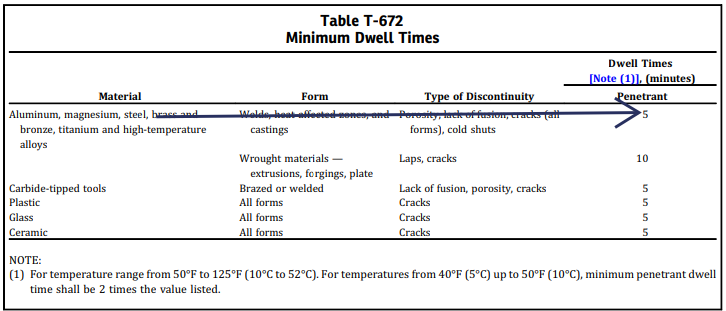 Table T-672
Minimum Dwell Times
Dwell Times
[Note (1)], (minutes)
Material Form Type of Discontinuity Penetrant
Aluminum, magnesium, steel, brass and Welds, heat-affected zones, and Porosity, lack of fusion, cracks (all 5
bronze, titanium and high-temperature castings forms), cold shuts
alloys
Wrought materials — Laps, cracks 10
extrusions, forgings, plate
Carbide-tipped tools Brazed or welded Lack of fusion, porosity, cracks 5
Plastic All forms Cracks 5
Glass All forms Cracks 5
Ceramic All forms Cracks 5
NOTE:
(1) For temperature range from 50°F to 125°F (10°C to 52°C). For temperatures from 40°F (5°C) up to 50°F (10°C), minimum penetrant dwell
time shall be 2 times the value listed.